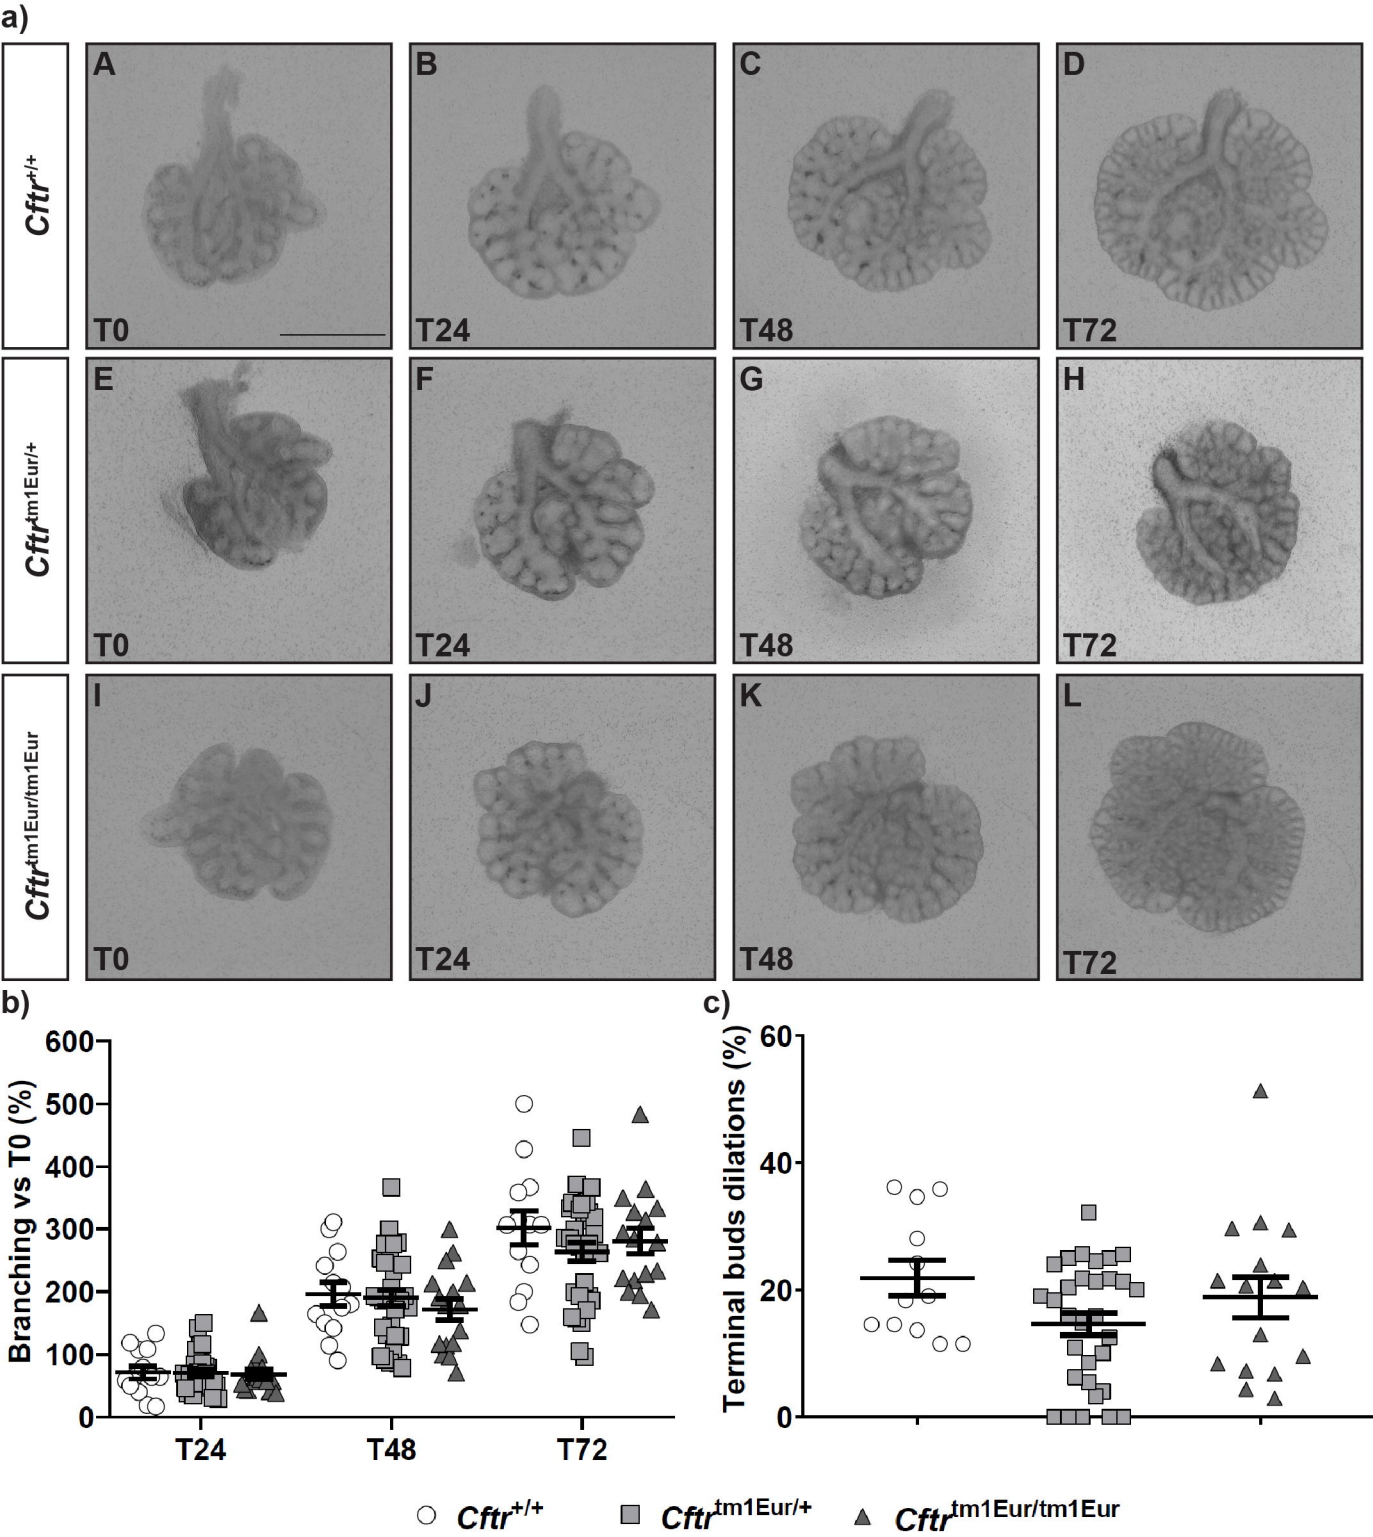 a)
Cftr+/+
A
B
C
D
T0
T24
T48
T72
Cftrtm1Eur/+
E
F
G
H
T0
T24
T48
T72
Cftrtm1Eur/tm1Eur
I
J
K
L
T0
T24
T48
T72
b)
Branching vs T0 (%)
600
500
400
300
200
100
0
T24
T48
T72
c)
Terminal buds dilations (%)
60
40
20
0
Cftr+/+
Cftrtm1Eur/+
Cftrtm1Eur/tm1Eur